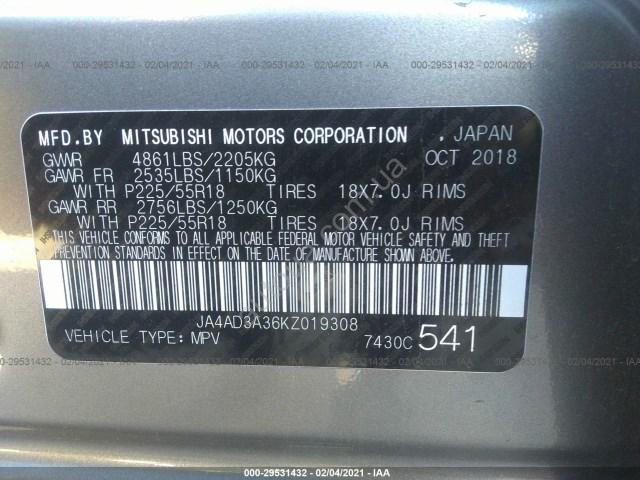 000-29531432 - 02/04/2021 - IAA
MFD.BY MITSUBISHI MOTORS CORPORATION . JAPAN
GVWR 4861LBS/2205KG OCT 2018
GAWR FR 2535LBS/1150KG
WITH P225/55R18 TIRES 18X7.0J RIMS
GAWR RR 2756LBS/1250KG
WITH P225/55R18 TIRES 18X7.0J RIMS
THIS VEHICLE CONFORMS TO ALL APPLICABLE FEDERAL MOTOR VEHICLE SAFETY AND THEFT
PREVENTION STANDARDS IN EFFECT ON THE DATE OF MANUFACTURE SHOWN ABOVE.
JA4AD3A36KZ019308
VEHICLE TYPE: MPV 7430C 541
000-29531432 - 02/04/2021 - IAA